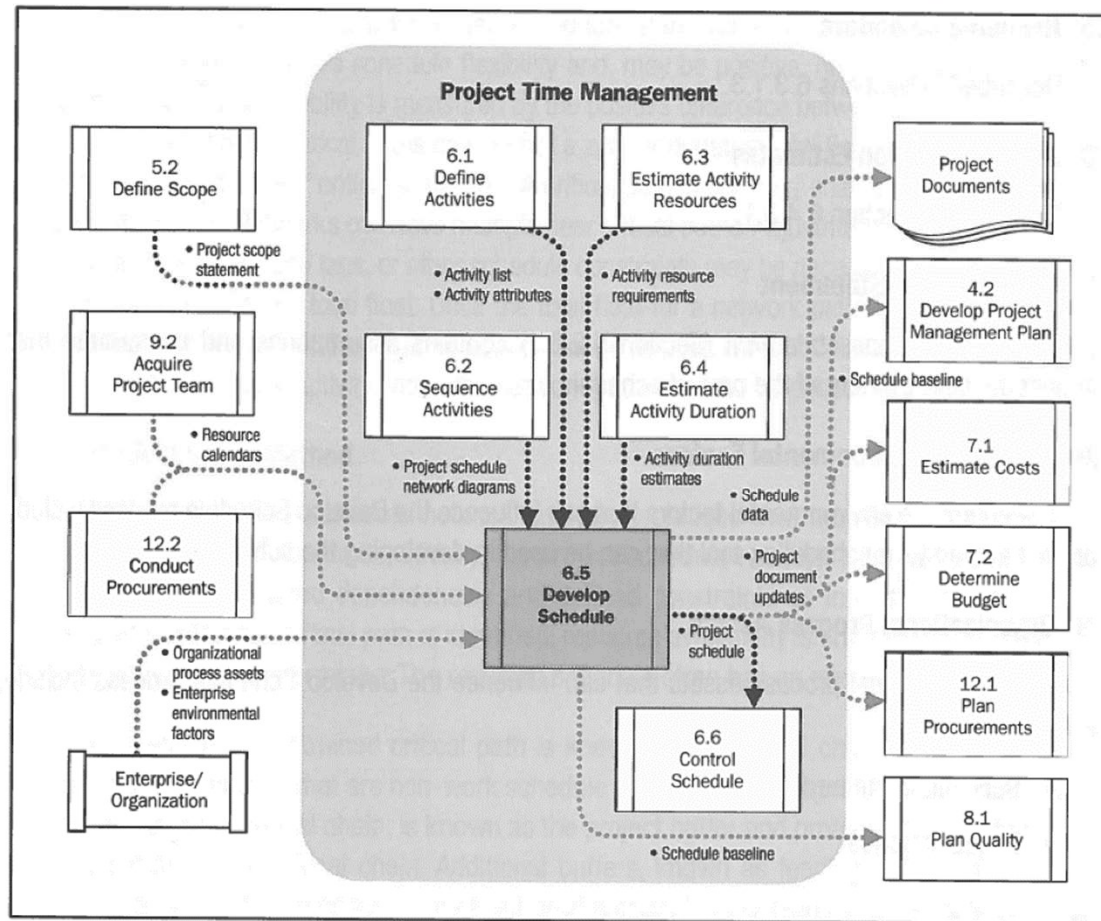 Project Time Management
5.2
Define Scope
6.1
Define
Activities
6.3
Estimate Activity
Resources
Project
Documents
• Project scope
statement
• Activity list
• Activity attributes
• Activity resource
requirements
4.2
Develop Project
Management Plan
9.2
Acquire
Project Team
6.2
Sequence
Activities
6.4
Estimate
Activity Duration
• Schedule baseline
• Resource
calendars
• Project schedule
network diagrams
• Activity duration
estimates
7.1
Estimate Costs
• Schedule
data
12.2
Conduct
Procurements
6.5
Develop
Schedule
• Project
document
updates
7.2
Determine
Budget
• Project
schedule
• Organizational
process assets
• Enterprise
environmental
factors
12.1
Plan
Procurements
6.6
Control
Schedule
Enterprise/
Organization
• Schedule baseline
8.1
Plan Quality